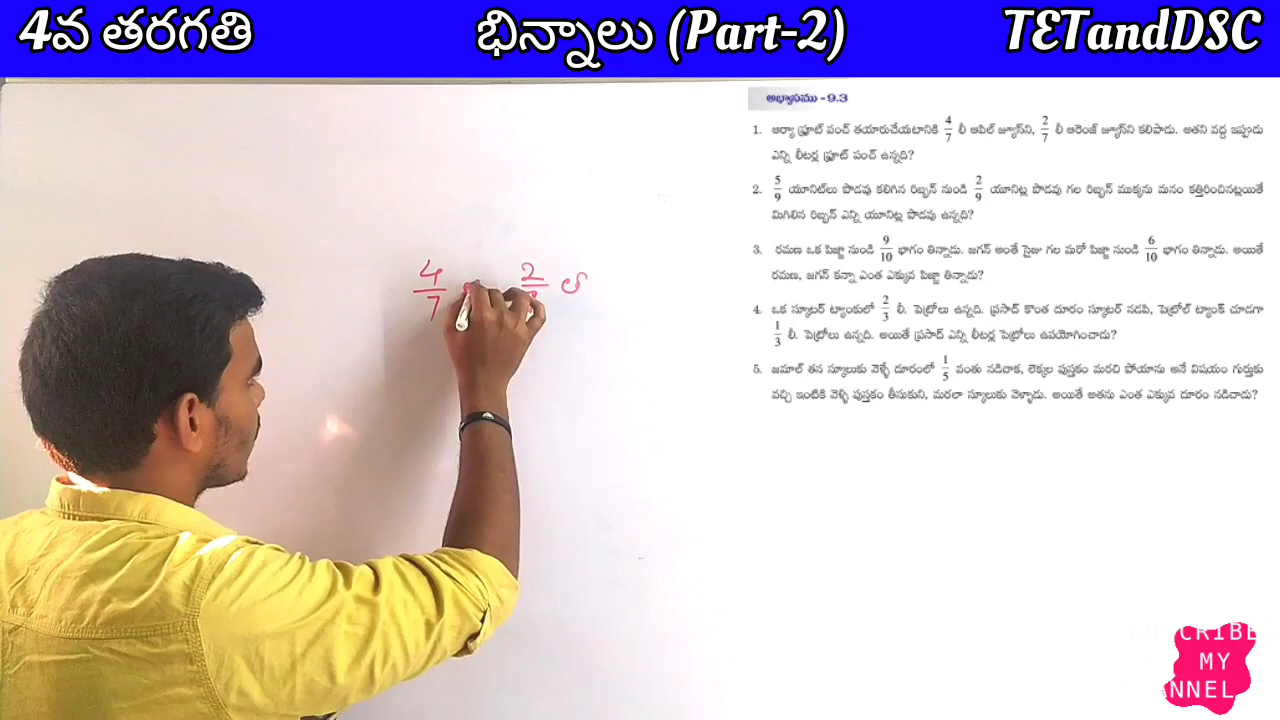 4వ తరగతి భిన్నాలు (Part-2) TETandDSC
అభ్యాసము - 9.3
1. ఆర్యా ఫ్రూట్ పంచ్ తయారుచేయటానికి 4/7 లీ ఆపిల్ జ్యూస్‌ని, 2/7 లీ ఆరెంజ్ జ్యూస్‌ని కలిపాడు. అతని వద్ద ఇప్పుడు
ఎన్ని లీటర్ల ఫ్రూట్ పంచ్ ఉన్నది?
2. 5/9 యూనిట్‌లు పొడవు కలిగిన రిబ్బన్ నుండి 2/9 యూనిట్ల పొడవు గల రిబ్బన్ ముక్కను మనం కత్తిరించినట్లయితే
మిగిలిన రిబ్బన్ ఎన్ని యూనిట్ల పొడవు ఉన్నది?
3. రమణ ఒక పిజ్జా నుండి 9/10 భాగం తిన్నాడు. జగన్ అంతే సైజు గల మరో పిజ్జా నుండి 6/10 భాగం తిన్నాడు. అయితే
రమణ, జగన్ కన్నా ఎంత ఎక్కువ పిజ్జా తిన్నాడు?
4. ఒక స్కూటర్ ట్యాంకులో 2/3 లీ. పెట్రోలు ఉన్నది. ప్రసాద్ కొంత దూరం స్కూటర్ నడపి, పెట్రోల్ ట్యాంక్ చూడగా
1/3 లీ. పెట్రోలు ఉన్నది. అయితే ప్రసాద్ ఎన్ని లీటర్ల పెట్రోలు ఉపయోగించాడు?
5. జమాల్ తన స్కూలుకు వెళ్ళే దూరంలో 1/5 వంతు నడిచాక, లెక్కల పుస్తకం మరచి పోయాను అనే విషయం గుర్తుకు
వచ్చి ఇంటికి వెళ్ళి పుస్తకం తీసుకుని, మరలా స్కూలుకు వెళ్ళాడు. అయితే అతను ఎంత ఎక్కువ దూరం నడిచాడు?
4/7 2
MY